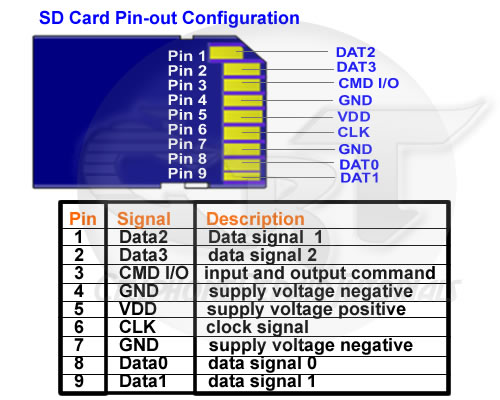 SD Card Pin-out Configuration
Pin 1 DAT2
Pin 2 DAT3
Pin 3 CMD I/O
Pin 4 GND
Pin 5 VDD
Pin 6 CLK
Pin 7 GND
Pin 8 DAT0
Pin 9 DAT1
Pin Signal Description
1 Data2 Data signal 1
2 Data3 data signal 2
3 CMD I/O input and output command
4 GND supply voltage negative
5 VDD supply voltage positive
6 CLK clock signal
7 GND supply voltage negative
8 Data0 data signal 0
9 Data1 data signal 1